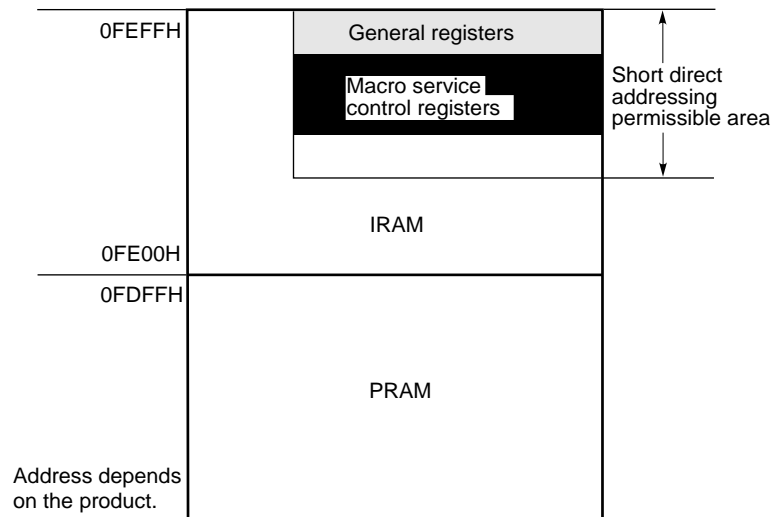 0FEFFH
General registers
Macro service
control registers
Short direct
addressing
permissible area
IRAM
0FE00H
0FDFFH
PRAM
Address depends
on the product.